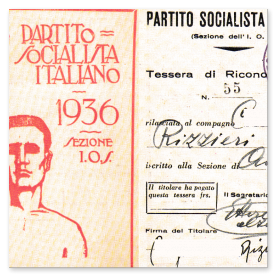 PARTITO
SOCIALISTA
ITALIANO
1936
SEZIONE
I.O.S.
PARTITO SOCIALISTA
(Sezione dell'I. O.
Tessera di Ricono
N. 55
rilasciata al compagno
Rizzieri
iscritto alla Sezione di
Il titolare ha pagato
questa tessera frs.
Il Segretario
Firma del Titolare